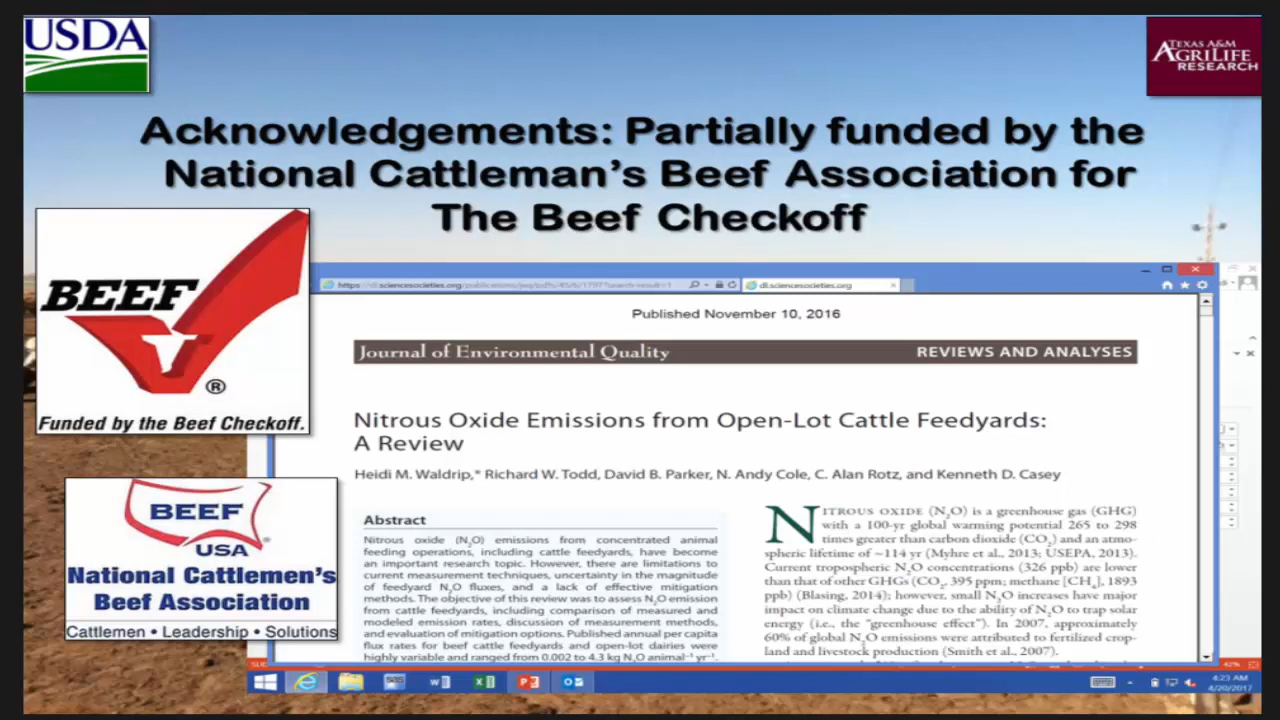 USDA
TEXAS A&M
AGRILIFE
RESEARCH
Acknowledgements: Partially funded by the
National Cattleman's Beef Association for
The Beef Checkoff
BEEF
®
Funded by the Beef Checkoff.
BEEF
USA®
National Cattlemen's
Beef Association
Cattlemen • Leadership • Solutions
dl.sciencesocieties.org
Published November 10, 2016
Journal of Environmental Quality
REVIEWS AND ANALYSES
Nitrous Oxide Emissions from Open-Lot Cattle Feedyards:
A Review
Heidi M. Waldrip,* Richard W. Todd, David B. Parker, N. Andy Cole, C. Alan Rotz, and Kenneth D. Casey
Abstract
Nitrous oxide (N₂O) emissions from concentrated animal
feeding operations, including cattle feedyards, have become
an important research topic. However, there are limitations to
current measurement techniques, uncertainty in the magnitude
of feedyard N₂O fluxes, and a lack of effective mitigation
methods. The objective of this review was to assess N₂O emission
from cattle feedyards, including comparison of measured and
modeled emission rates, discussion of measurement methods,
and evaluation of mitigation options. Published annual per capita
flux rates for beef cattle feedyards and open-lot dairies were
highly variable and ranged from 0.002 to 4.3 kg N₂O animal⁻¹ yr⁻¹.
NITROUS OXIDE (N₂O) is a greenhouse gas (GHG)
with a 100-yr global warming potential 265 to 298
times greater than carbon dioxide (CO₂) and an atmo-
spheric lifetime of ~114 yr (Myhre et al., 2013; USEPA, 2013).
Current tropospheric N₂O concentrations (326 ppb) are lower
than that of other GHGs (CO₂, 395 ppm; methane [CH₄], 1893
ppb) (Blasing, 2014); however, small N₂O increases have major
impact on climate change due to the ability of N₂O to trap solar
energy (i.e., the "greenhouse effect"). In 2007, approximately
60% of global N₂O emissions were attributed to fertilized crop-
land and livestock production (Smith et al., 2007).
42%
4:23 AM
4/20/2017